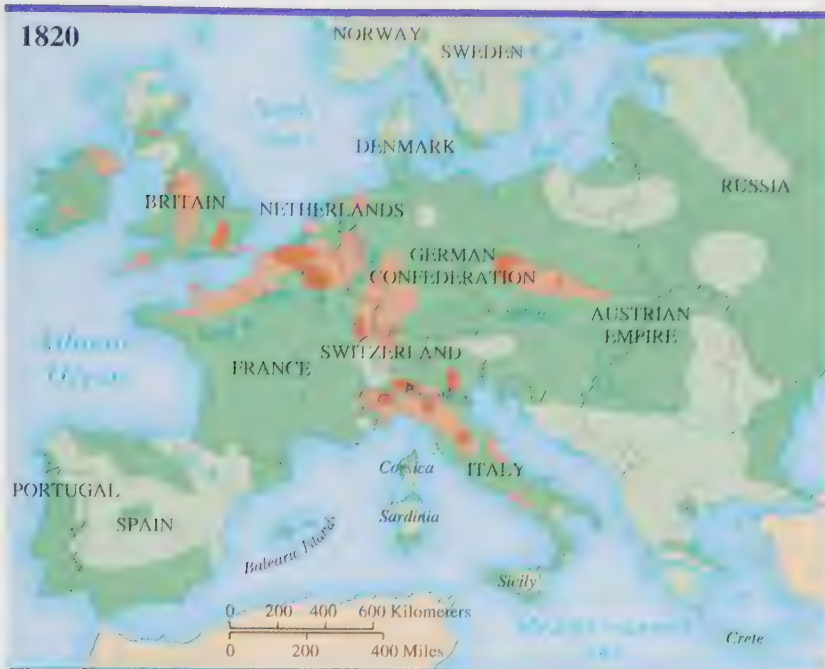 1820
NORWAY
SWEDEN
DENMARK
RUSSIA
BRITAIN
NETHERLANDS
GERMAN
CONFEDERATION
AUSTRIAN
EMPIRE
SWITZERLAND
FRANCE
Corsica
ITALY
PORTUGAL
SPAIN
Sardinia
Balearic Islands
Sicily
0 200 400 600 Kilometers
0 200 400 Miles
Crete